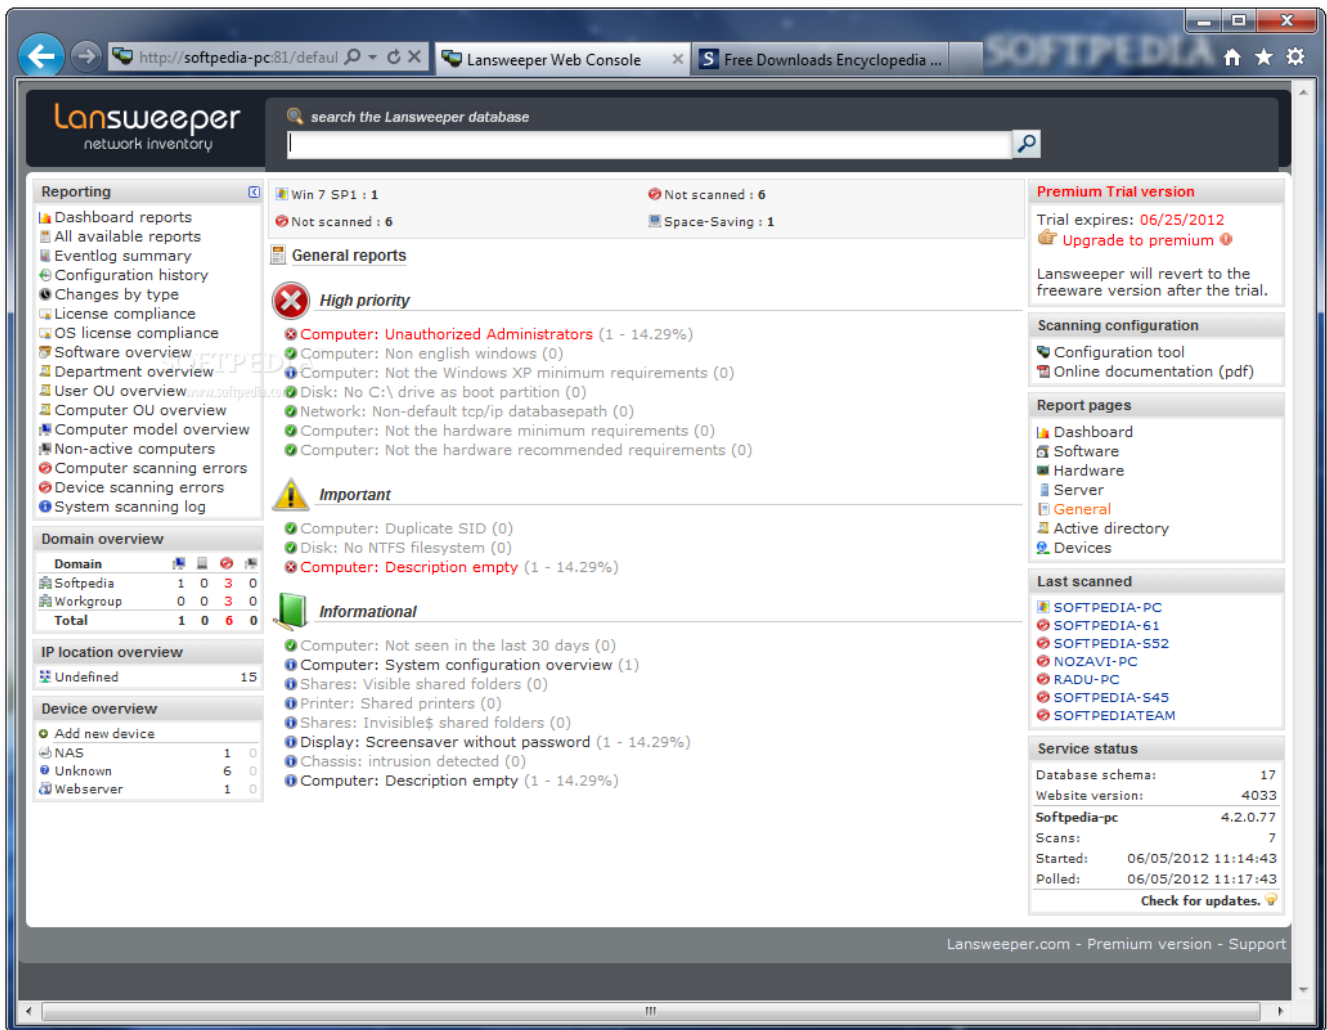 SOFTPEDIA
http://softpedia-pc:81/defaul
Lansweeper Web Console
S Free Downloads Encyclopedia ...
Lansweeper
network inventory
search the Lansweeper database
Reporting
Dashboard reports
All available reports
Eventlog summary
Configuration history
Changes by type
License compliance
OS license compliance
Software overview
Department overview
User OU overview
Computer OU overview
Computer model overview
Non-active computers
Computer scanning errors
Device scanning errors
System scanning log
SOFTPEDIA
www.softpedia.com
Domain overview
Domain
Softpedia 1 0 3 0
Workgroup 0 0 3 0
Total 1 0 6 0
IP location overview
Undefined 15
Device overview
Add new device
NAS 1 0
Unknown 6 0
Webserver 1 0
Win 7 SP1 : 1
Not scanned : 6
Not scanned : 6
Space-Saving : 1
General reports
High priority
Computer: Unauthorized Administrators (1 - 14.29%)
Computer: Non english windows (0)
Computer: Not the Windows XP minimum requirements (0)
Disk: No C:\ drive as boot partition (0)
Network: Non-default tcp/ip databasepath (0)
Computer: Not the hardware minimum requirements (0)
Computer: Not the hardware recommended requirements (0)
Important
Computer: Duplicate SID (0)
Disk: No NTFS filesystem (0)
Computer: Description empty (1 - 14.29%)
Informational
Computer: Not seen in the last 30 days (0)
Computer: System configuration overview (1)
Shares: Visible shared folders (0)
Printer: Shared printers (0)
Shares: Invisible$ shared folders (0)
Display: Screensaver without password (1 - 14.29%)
Chassis: intrusion detected (0)
Computer: Description empty (1 - 14.29%)
Premium Trial version
Trial expires: 06/25/2012
Upgrade to premium
Lansweeper will revert to the
freeware version after the trial.
Scanning configuration
Configuration tool
Online documentation (pdf)
Report pages
Dashboard
Software
Hardware
Server
General
Active directory
Devices
Last scanned
SOFTPEDIA-PC
SOFTPEDIA-61
SOFTPEDIA-S52
NOZAVI-PC
RADU-PC
SOFTPEDIA-S45
SOFTPEDIATEAM
Service status
Database schema: 17
Website version: 4033
Softpedia-pc 4.2.0.77
Scans: 7
Started: 06/05/2012 11:14:43
Polled: 06/05/2012 11:17:43
Check for updates.
Lansweeper.com - Premium version - Support